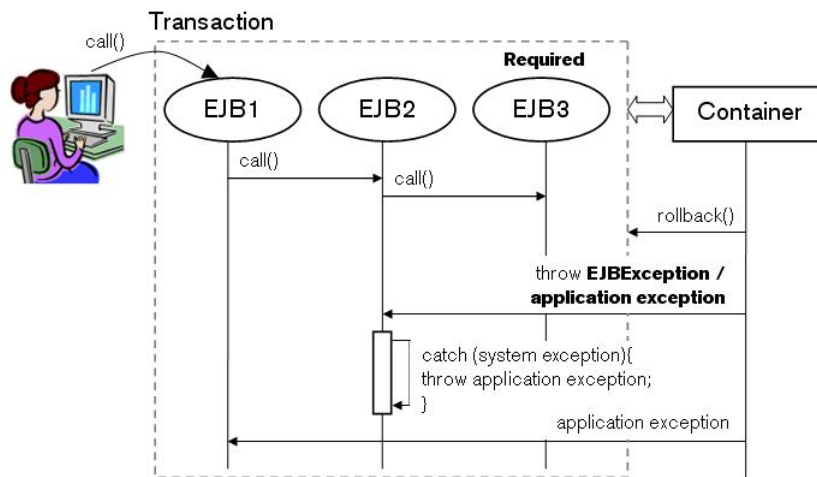 Transaction
call()
Required
EJB1
EJB2
EJB3
Container
call()
call()
rollback()
throw EJBException /
application exception
catch (system exception){
throw application exception;
}
application exception